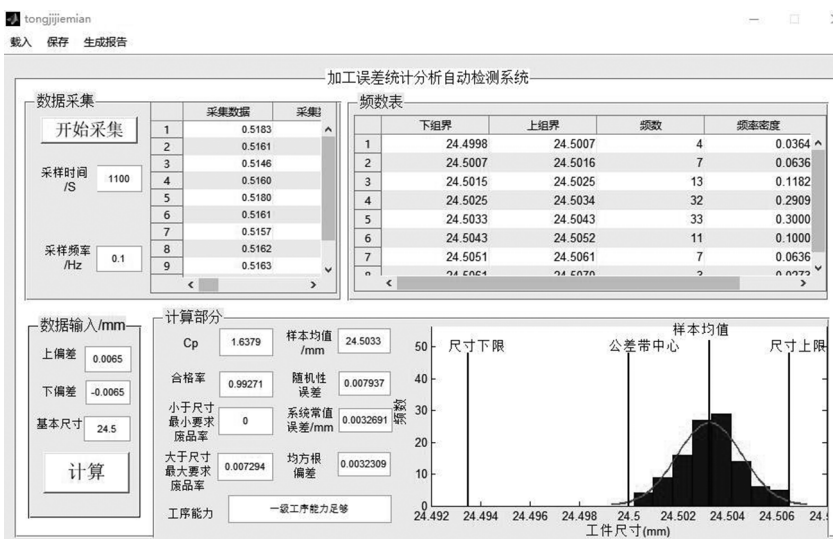 tongjijiemian
载入 保存 生成报告
加工误差统计分析自动检测系统
数据采集
开始采集
采样时间
/S
1100
采样频率
/Hz
0.1
采集数据 采集
1 0.5183
2 0.5161
3 0.5146
4 0.5160
5 0.5180
6 0.5161
7 0.5157
8 0.5162
9 0.5163
频数表
下组界 上组界 频数 频率密度
1 24.4998 24.5007 4 0.0364
2 24.5007 24.5016 7 0.0636
3 24.5015 24.5025 13 0.1182
4 24.5025 24.5034 32 0.2909
5 24.5033 24.5043 33 0.3000
6 24.5043 24.5052 11 0.1000
7 24.5051 24.5061 7 0.0636
8 24.5061 24.5070 3 0.0273
数据输入/mm
上偏差 0.0065
下偏差 -0.0065
基本尺寸 24.5
计算
计算部分
Cp 1.6379
合格率 0.99271
小于尺寸
最小要求
废品率
0
大于尺寸
最大要求
废品率
0.007294
工序能力 一级工序能力足够
样本均值
/mm
24.5033
随机性
误差
0.007937
系统常值
误差/mm
0.0032691
均方根
偏差
0.0032309
样本均值
尺寸下限 公差带中心 尺寸上限
频数
50
40
30
20
10
0
24.492 24.494 24.496 24.498 24.5 24.502 24.504 24.506 24.5
工件尺寸(mm)